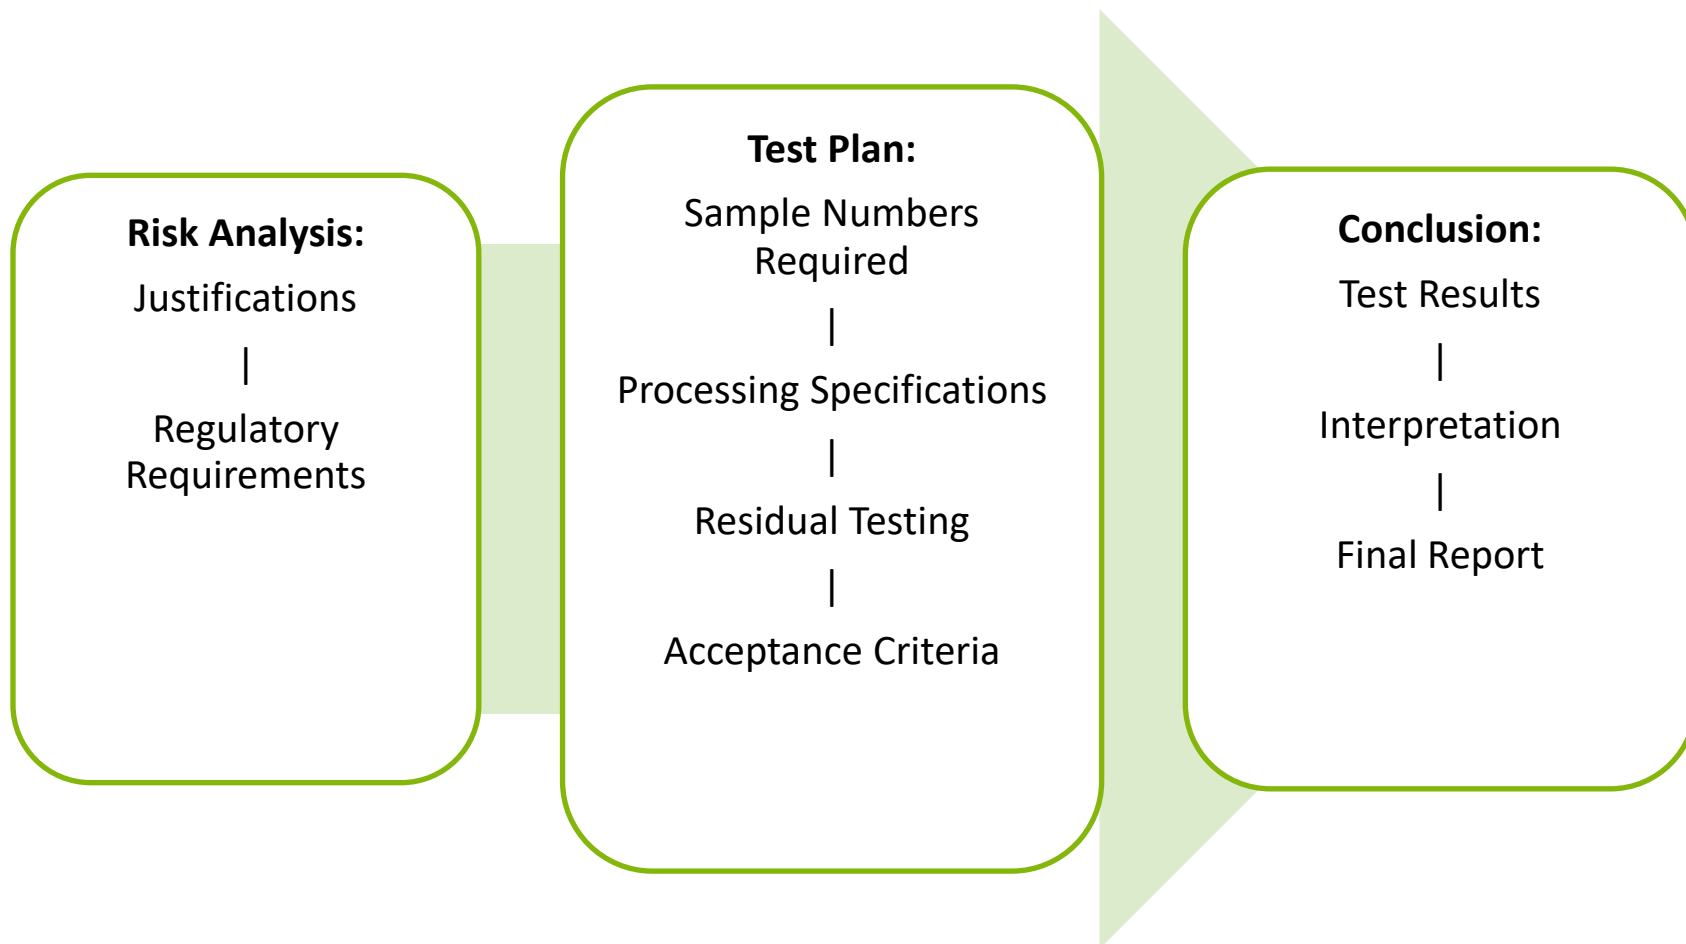 Risk Analysis:
Justifications
|
Regulatory
Requirements
Test Plan:
Sample Numbers
Required
|
Processing Specifications
|
Residual Testing
|
Acceptance Criteria
Conclusion:
Test Results
|
Interpretation
|
Final Report